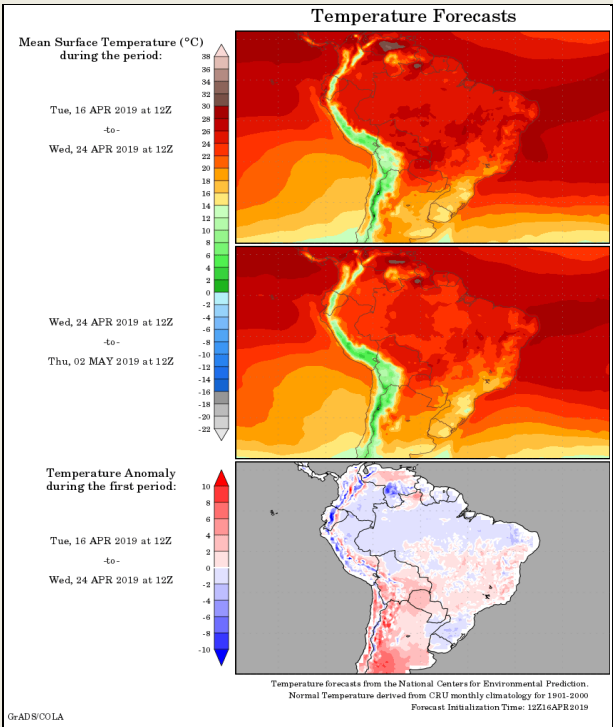 Temperature Forecasts
Mean Surface Temperature (°C)
during the period:
Tue, 16 APR 2019 at 12Z
-to-
Wed, 24 APR 2019 at 12Z
38
36
34
32
30
28
26
24
22
20
18
16
14
12
10
8
6
4
2
0
-2
-4
-6
-8
-10
-12
-14
-16
-18
-20
-22
Wed, 24 APR 2019 at 12Z
-to-
Thu, 02 MAY 2019 at 12Z
Temperature Anomaly
during the first period:
Tue, 16 APR 2019 at 12Z
-to-
Wed, 24 APR 2019 at 12Z
10
8
6
4
2
0
-2
-4
-6
-8
-10
Temperature forecasts from the National Centers for Environmental Prediction.
Normal Temperature derived from CRU monthly climatology for 1901-2000
Forecast Initialization Time: 12Z16APR2019
GrADS/COLA